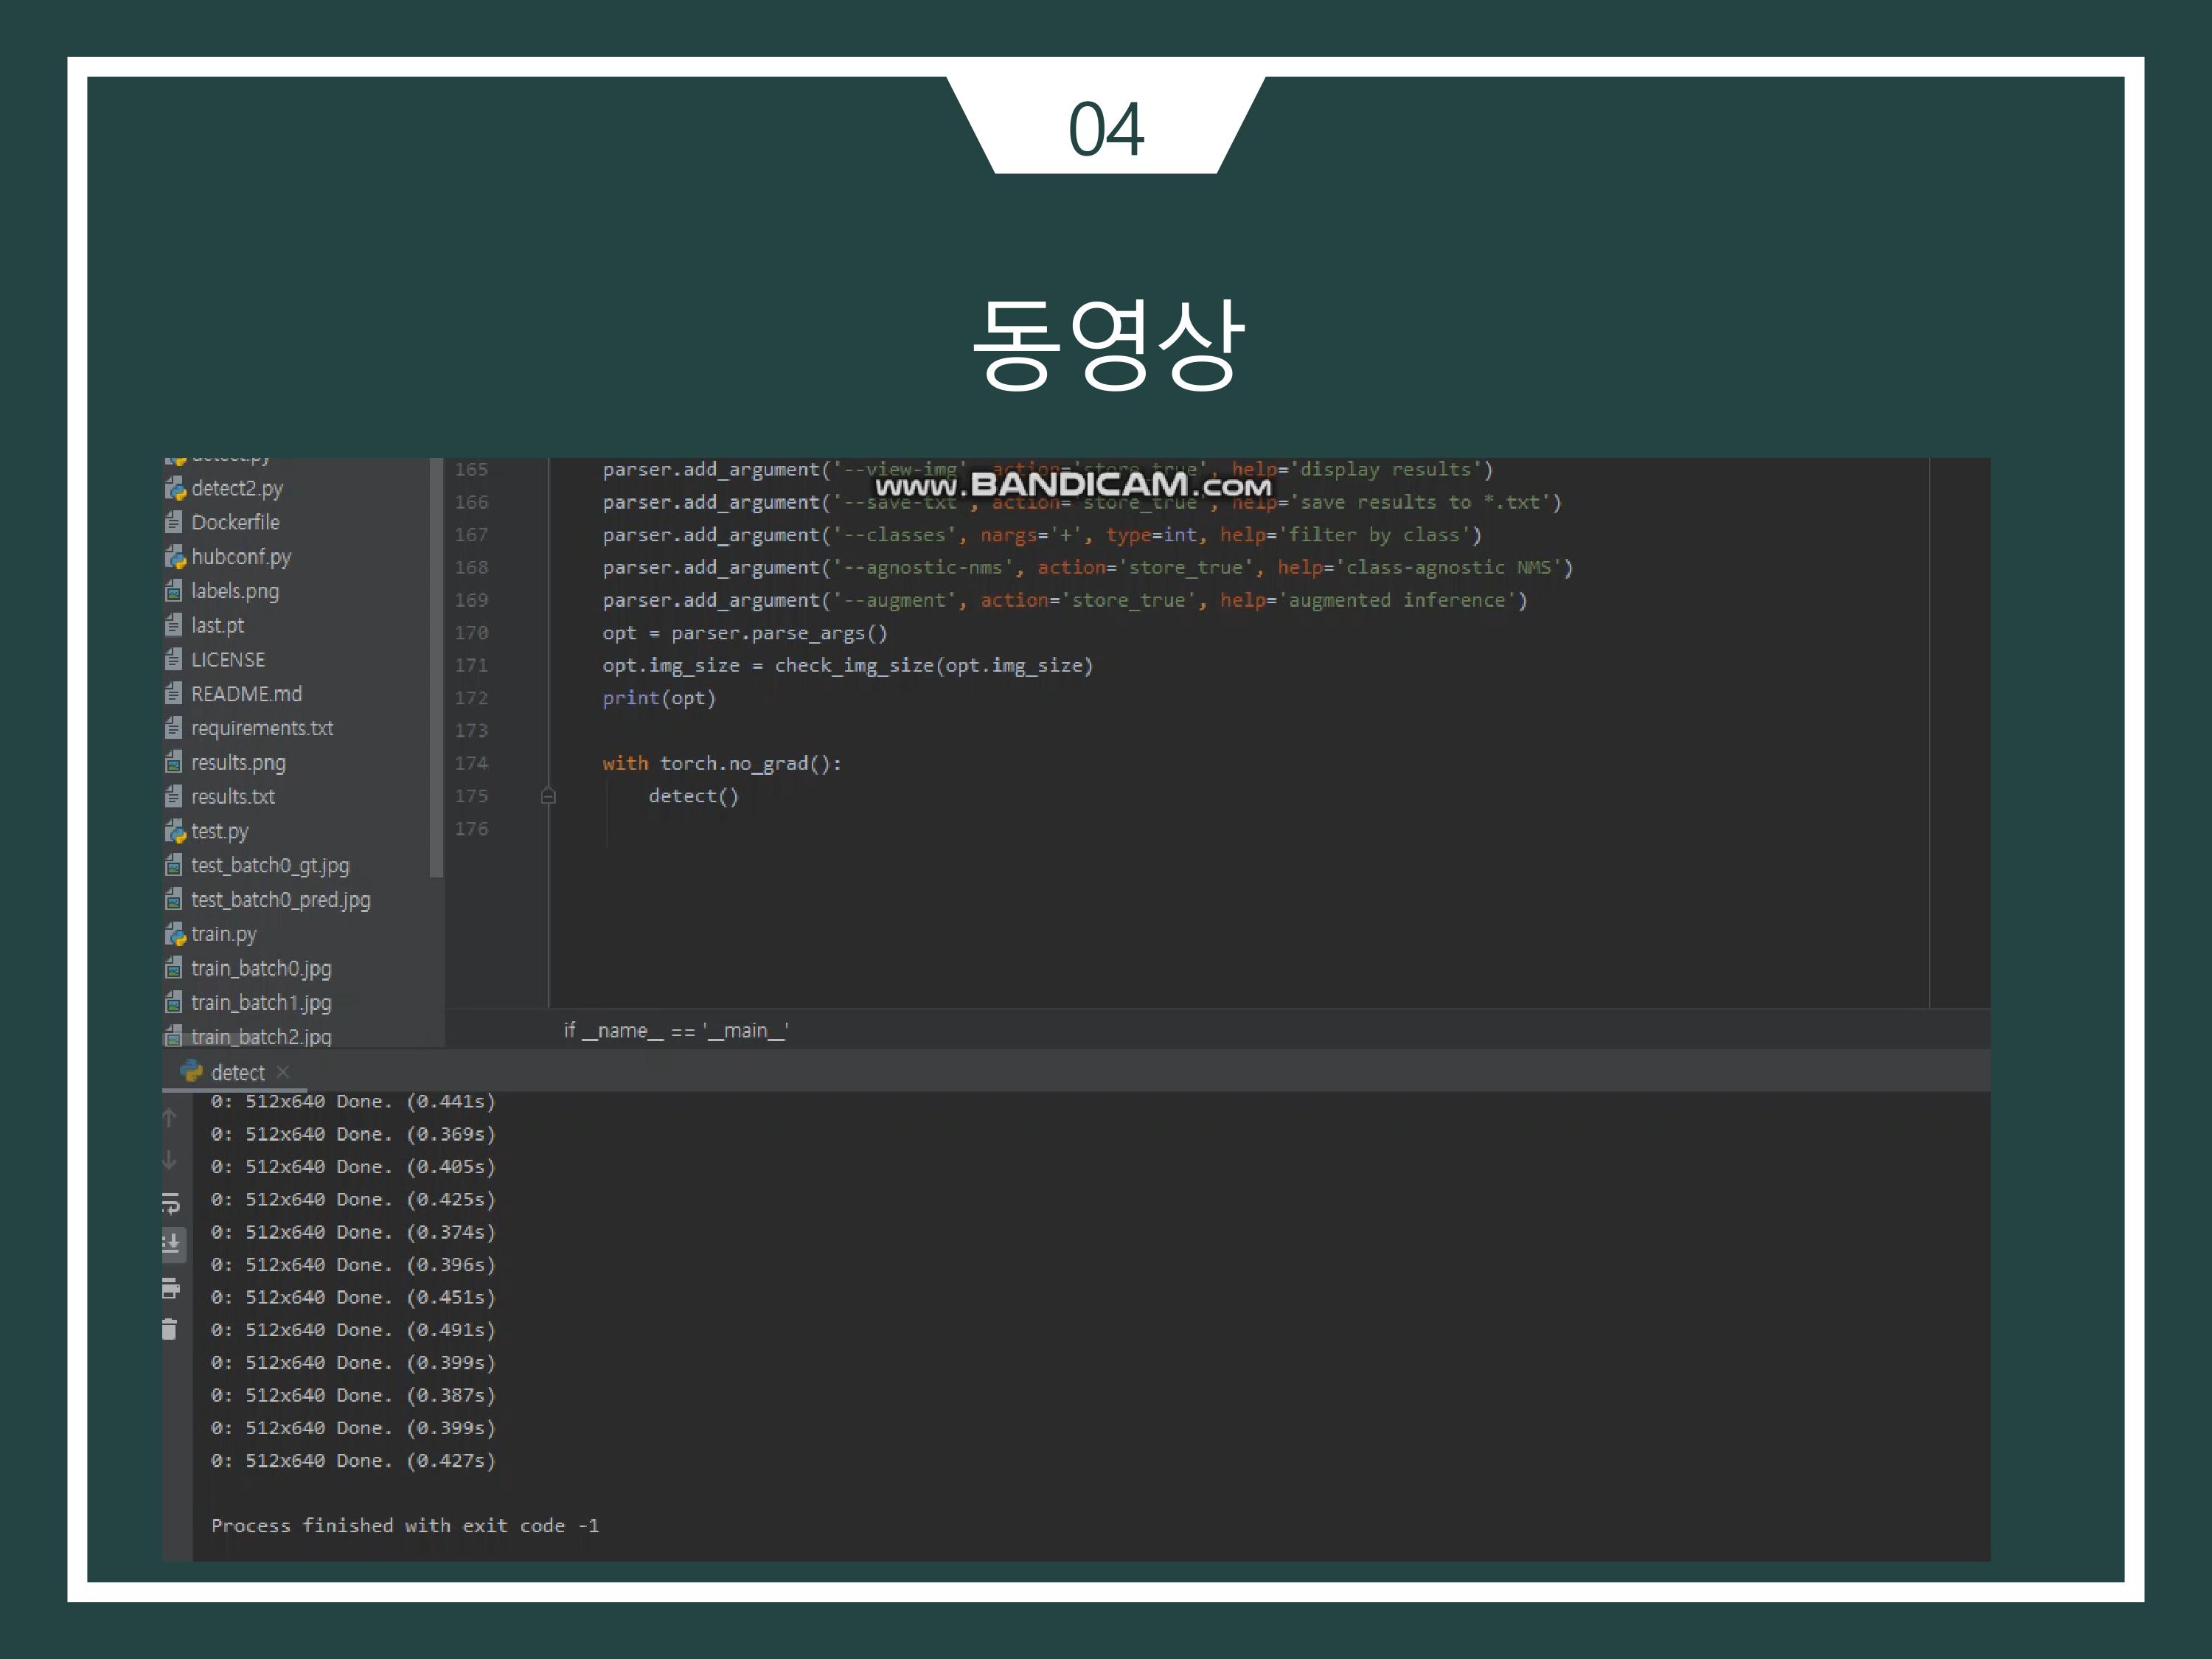 04
동영상
detect.py
detect2.py
Dockerfile
hubconf.py
labels.png
last.pt
LICENSE
README.md
requirements.txt
results.png
results.txt
test.py
test_batch0_gt.jpg
test_batch0_pred.jpg
train.py
train_batch0.jpg
train_batch1.jpg
train_batch2.jpg
www.BANDICAM.com
165 parser.add_argument('--view-img', action='store_true', help='display results')
166 parser.add_argument('--save-txt', action='store_true', help='save results to *.txt')
167 parser.add_argument('--classes', nargs='+', type=int, help='filter by class')
168 parser.add_argument('--agnostic-nms', action='store_true', help='class-agnostic NMS')
169 parser.add_argument('--augment', action='store_true', help='augmented inference')
170 opt = parser.parse_args()
171 opt.img_size = check_img_size(opt.img_size)
172 print(opt)
173
174 with torch.no_grad():
175 detect()
176
if __name__ == '__main__'
detect
0: 512x640 Done. (0.441s)
0: 512x640 Done. (0.369s)
0: 512x640 Done. (0.405s)
0: 512x640 Done. (0.425s)
0: 512x640 Done. (0.374s)
0: 512x640 Done. (0.396s)
0: 512x640 Done. (0.451s)
0: 512x640 Done. (0.491s)
0: 512x640 Done. (0.399s)
0: 512x640 Done. (0.387s)
0: 512x640 Done. (0.399s)
0: 512x640 Done. (0.427s)
Process finished with exit code -1